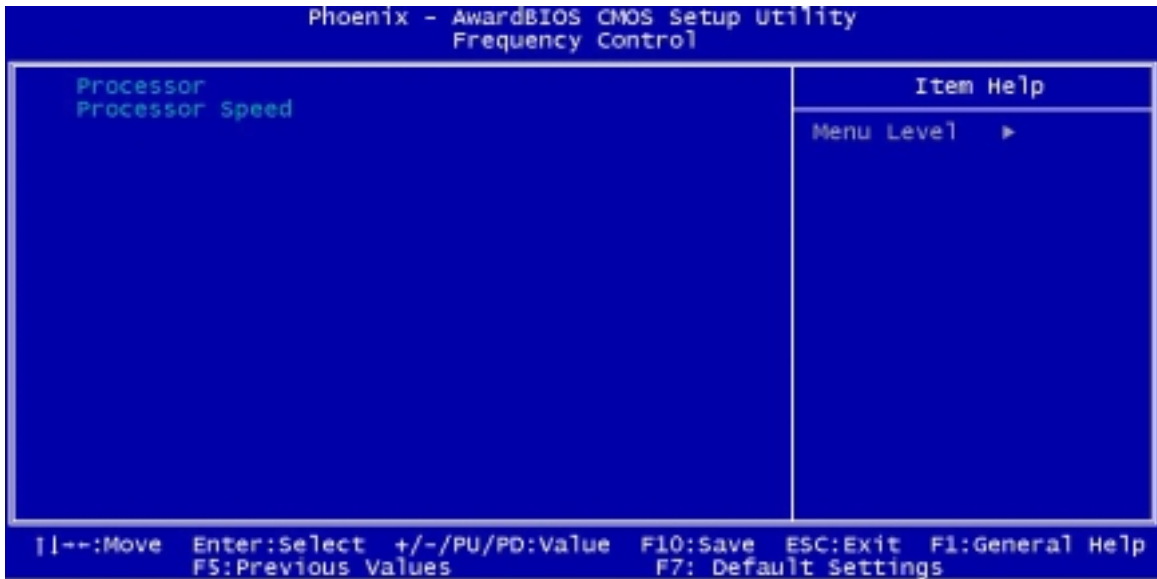 Phoenix - AwardBIOS CMOS Setup Utility
Frequency Control
Processor
Processor Speed
Item Help
Menu Level ►
↑↓→←:Move Enter:Select +/-/PU/PD:Value F10:Save ESC:Exit F1:General Help
F5:Previous Values F7: Default Settings